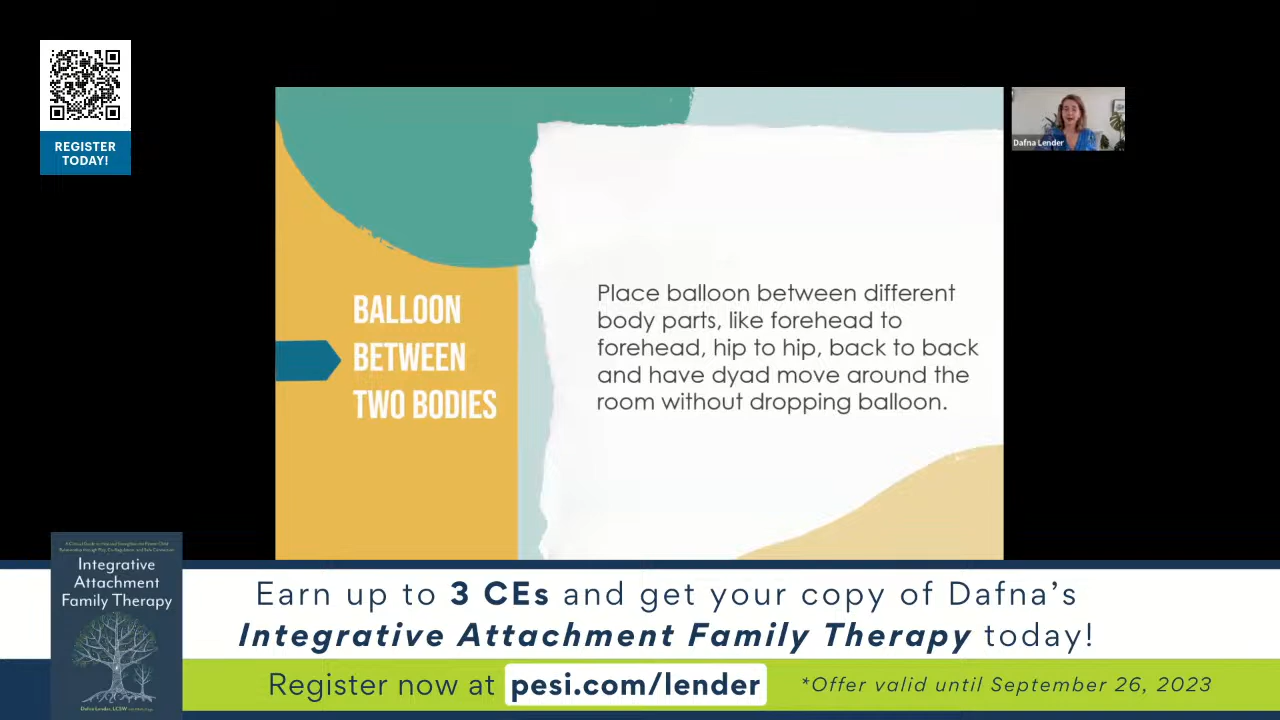 REGISTER
TODAY!
Dafna Lender
BALLOON
BETWEEN
TWO BODIES
Place balloon between different
body parts, like forehead to
forehead, hip to hip, back to back
and have dyad move around the
room without dropping balloon.
Integrative
Attachment
Family Therapy
Dafna Lender, LCSW
Earn up to 3 CEs and get your copy of Dafna's
Integrative Attachment Family Therapy today!
Register now at pesi.com/lender
*Offer valid until September 26, 2023